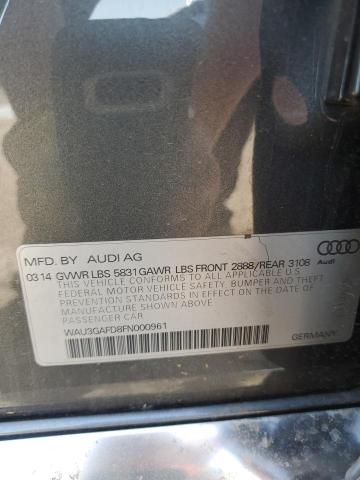 MFD. BY AUDI AG
Audi
03 14 GVWR LBS 5831 GAWR LBS FRONT 2888/REAR 3108
THIS VEHICLE CONFORMS TO ALL APPLICABLE U.S
FEDERAL MOTOR VEHICLE SAFETY, BUMPER AND THEFT
PREVENTION STANDARDS IN EFFECT ON THE DATE OF
MANUFACTURE SHOWN ABOVE
PASSENGER CAR
WAU3GAFD8FN000961
GERMANY